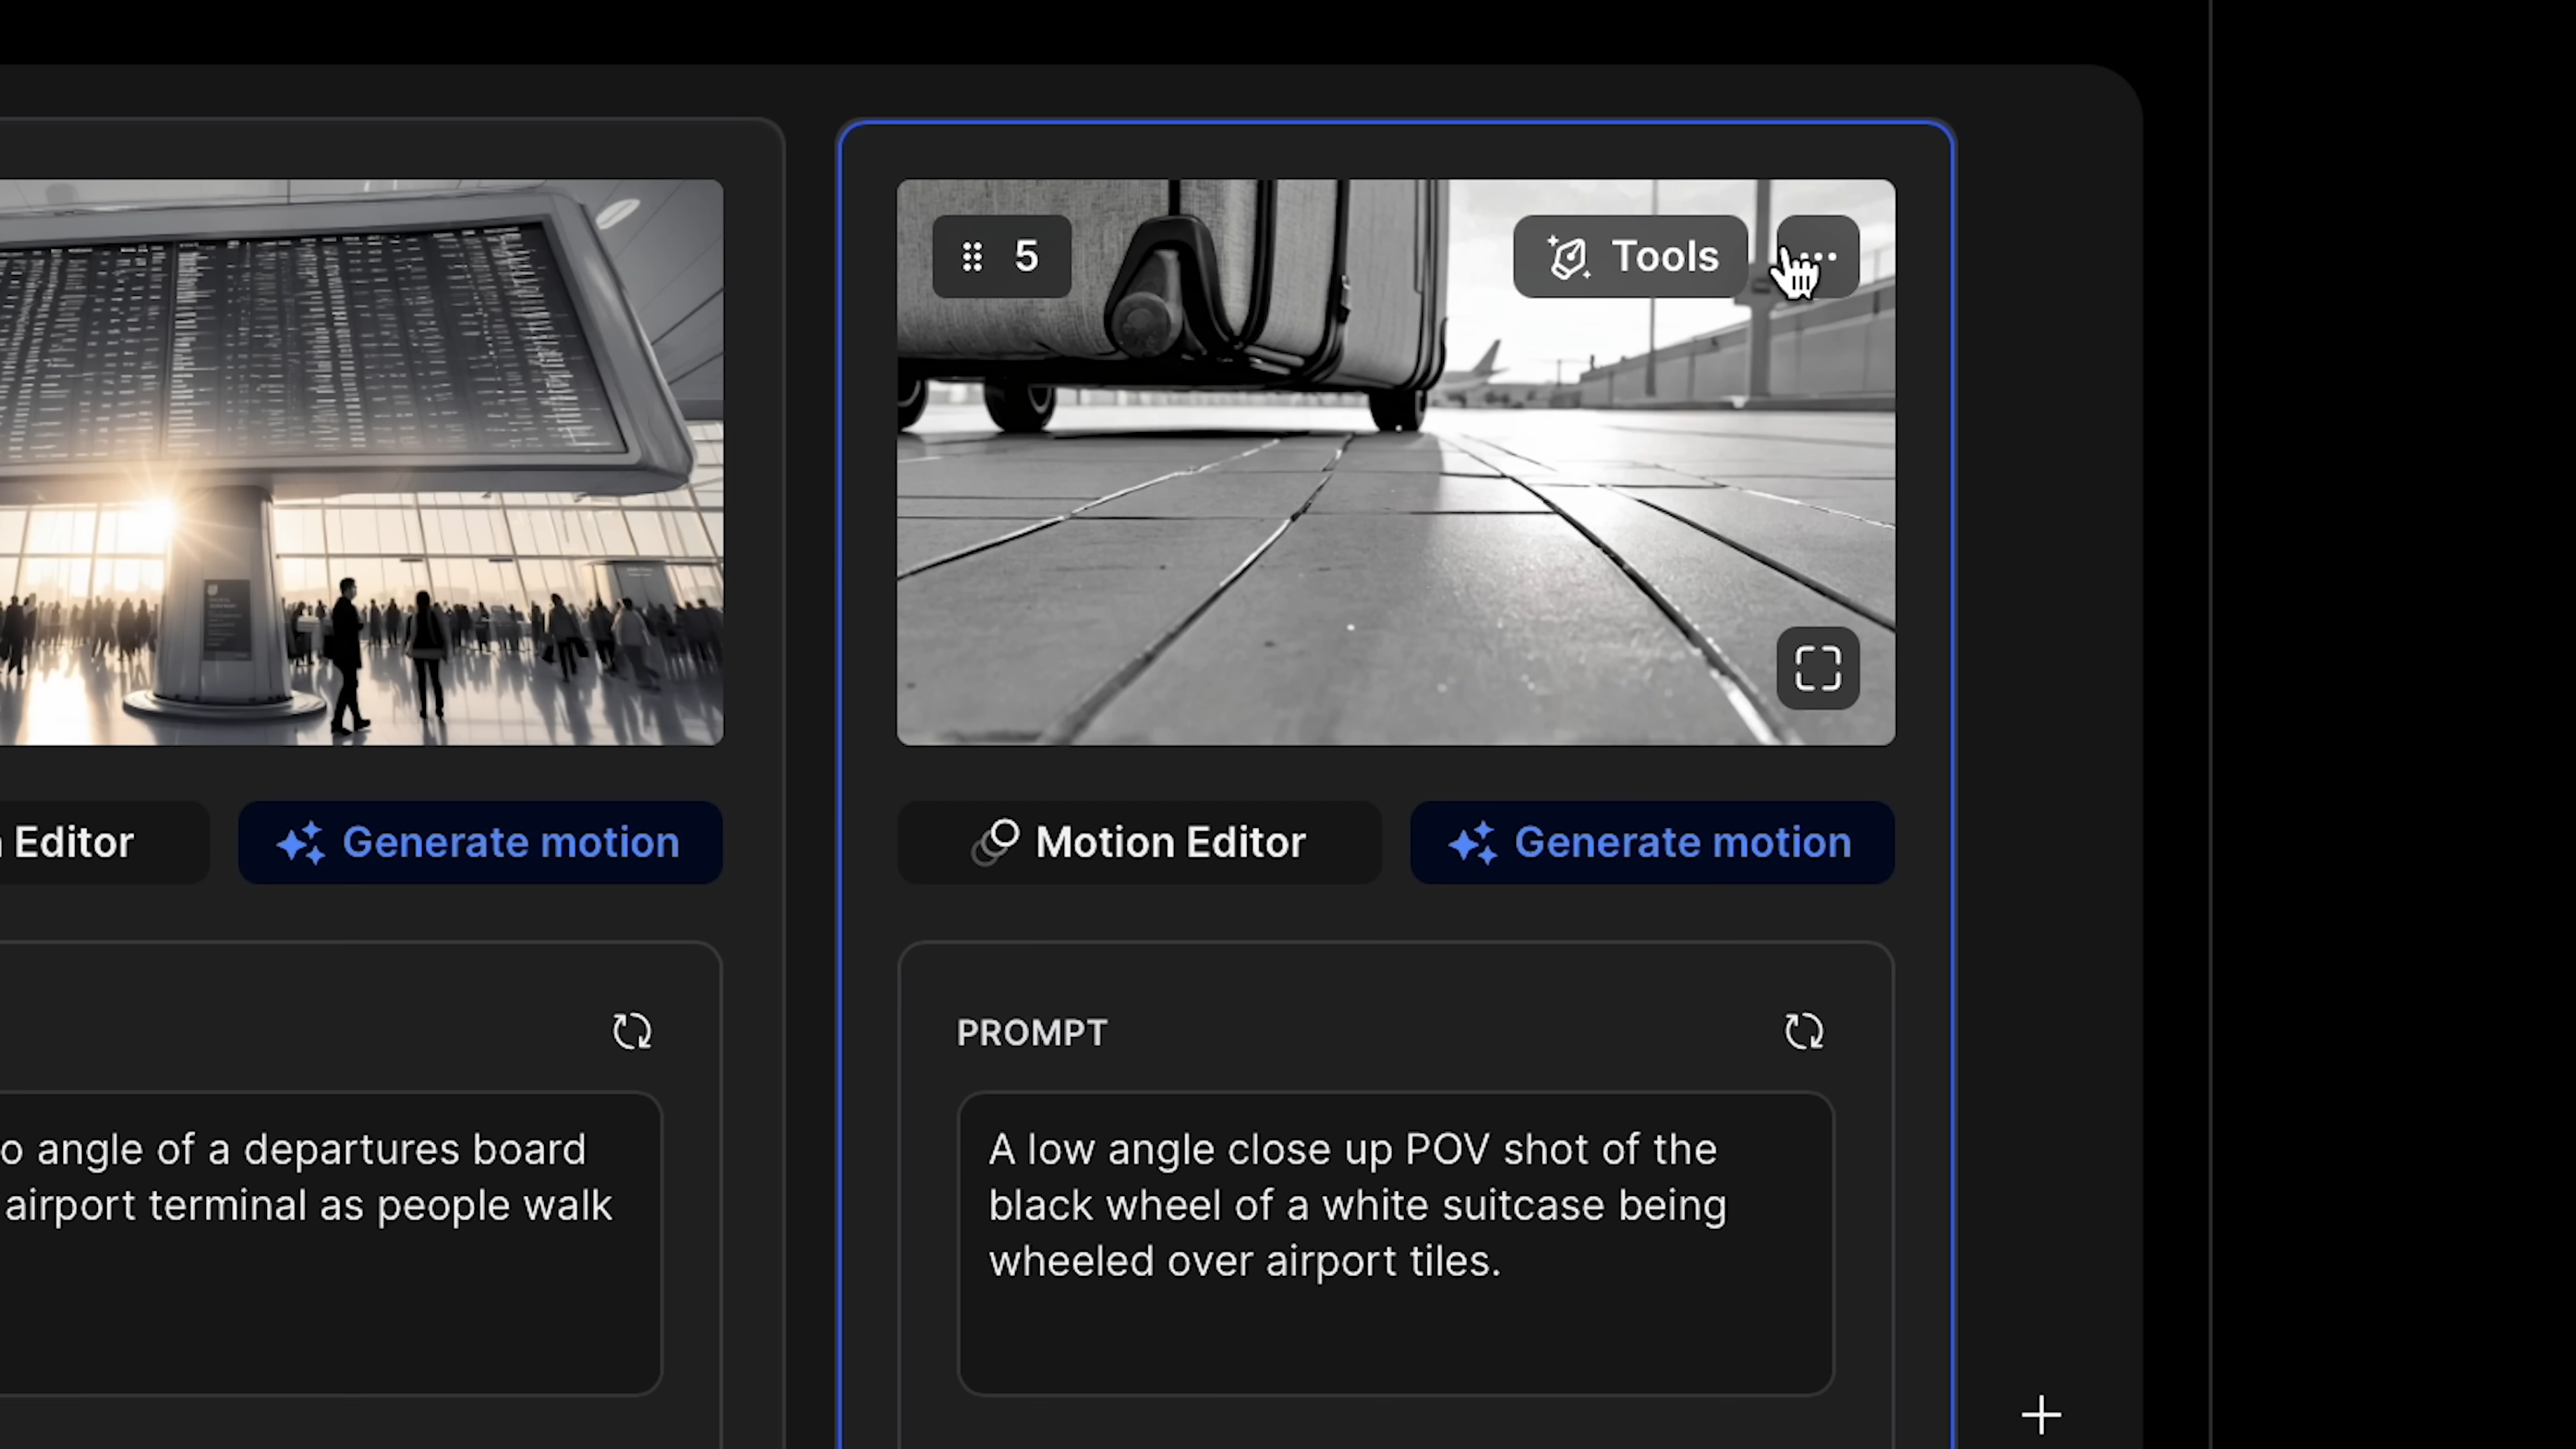 5
Tools
Editor
Generate motion
Motion Editor
Generate motion
o angle of a departures board
airport terminal as people walk
PROMPT
A low angle close up POV shot of the
black wheel of a white suitcase being
wheeled over airport tiles.